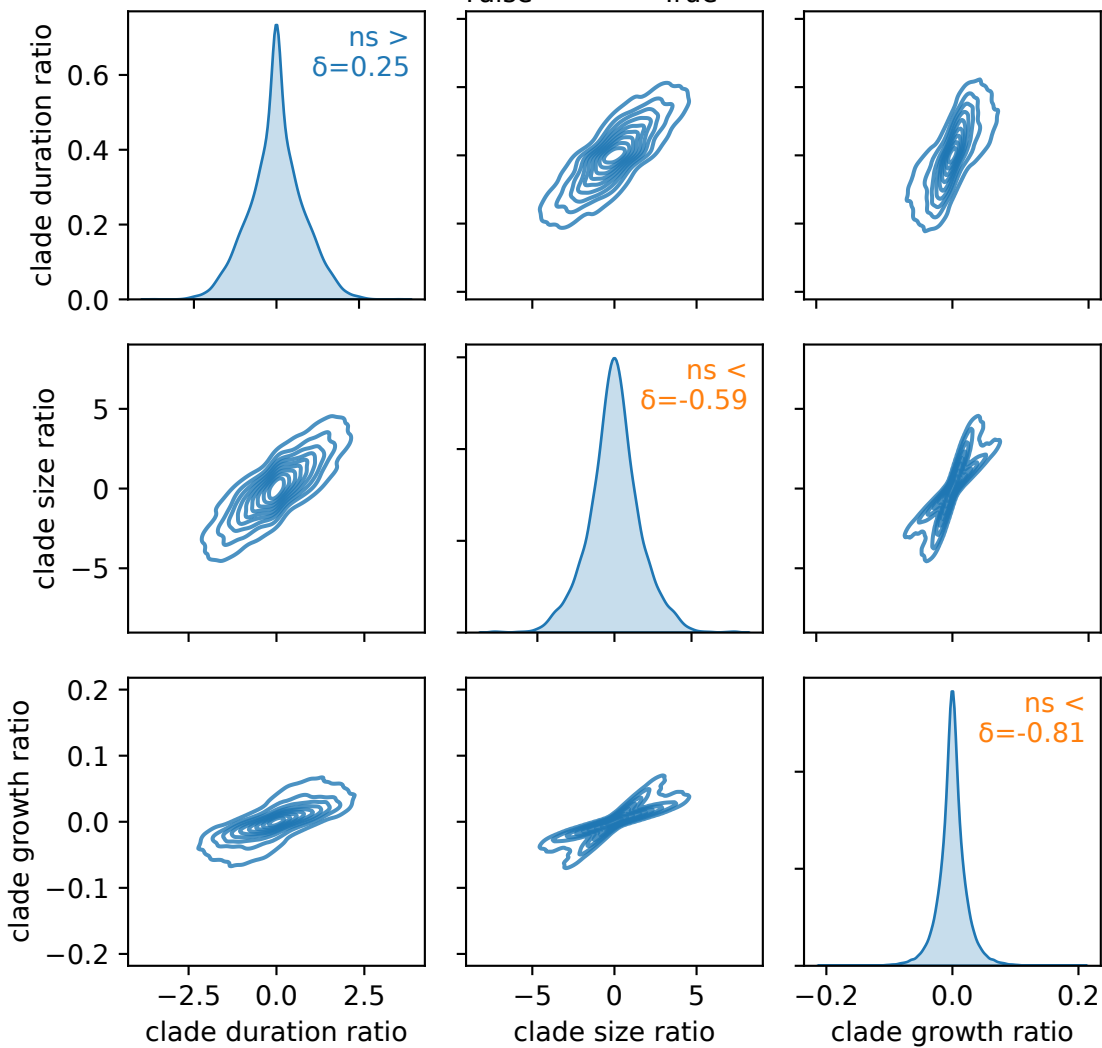 clade duration ratio
0.6
0.4
0.2
0.0
ns >
δ=0.25
clade size ratio
5
0
−5
ns <
δ=-0.59
clade growth ratio
0.2
0.1
0.0
−0.1
−0.2
ns <
δ=-0.81
−2.5 0.0 2.5
−5 0 5
−0.2 0.0 0.2
clade duration ratio
clade size ratio
clade growth ratio